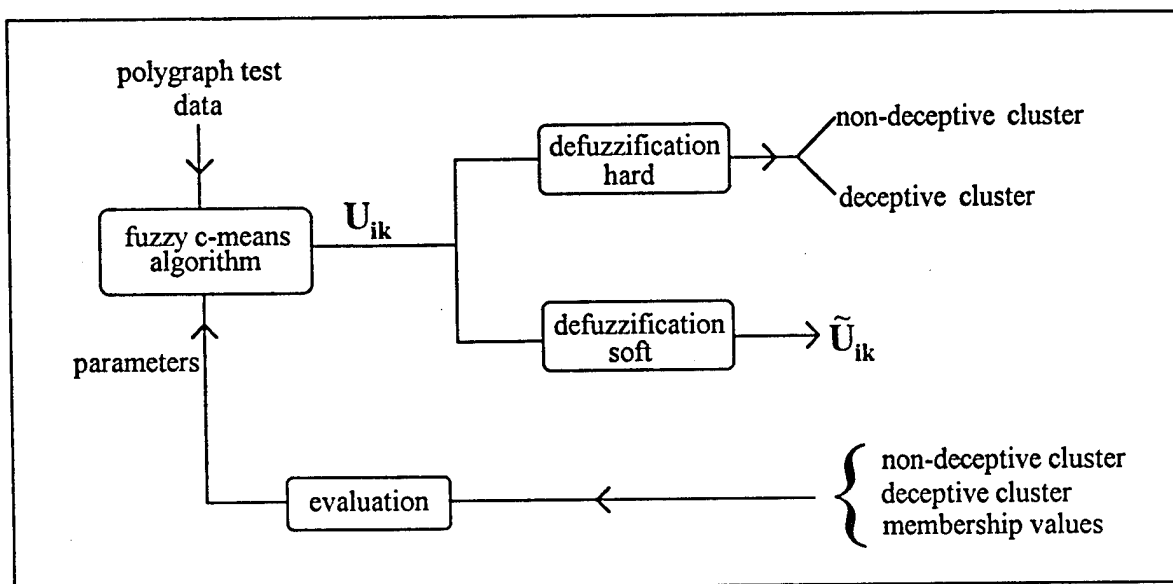 polygraph test
data
fuzzy c-means
algorithm
U_ik
defuzzification
hard
non-deceptive cluster
deceptive cluster
defuzzification
soft
Ũ_ik
parameters
evaluation
non-deceptive cluster
deceptive cluster
membership values